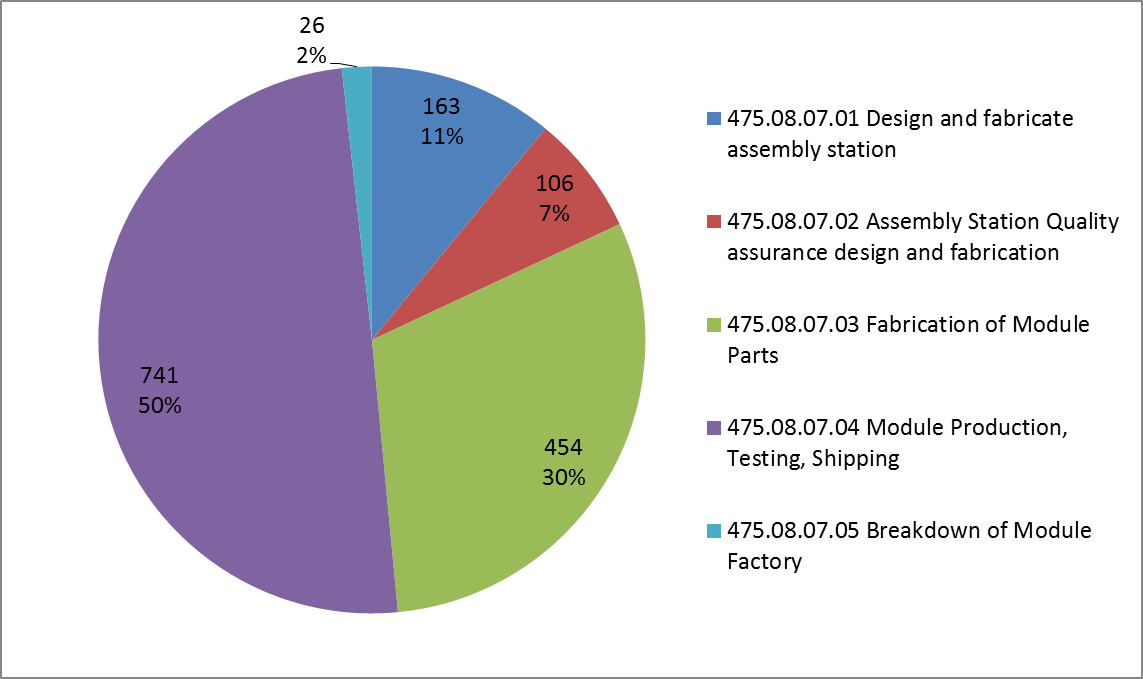 26
2%
163
11%
106
7%
454
30%
741
50%
475.08.07.01 Design and fabricate
assembly station
475.08.07.02 Assembly Station Quality
assurance design and fabrication
475.08.07.03 Fabrication of Module
Parts
475.08.07.04 Module Production,
Testing, Shipping
475.08.07.05 Breakdown of Module
Factory